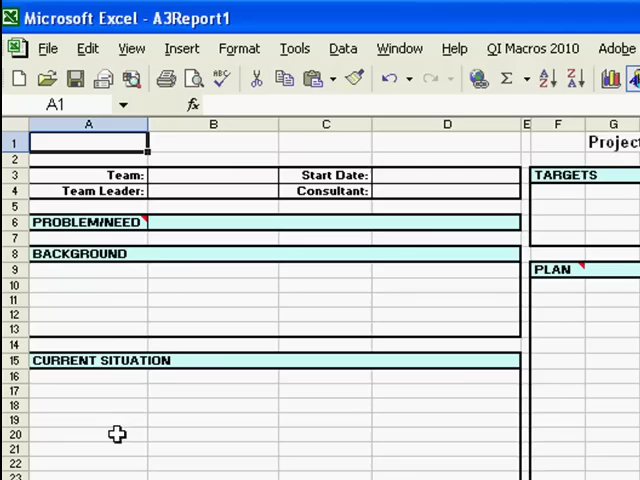 Microsoft Excel - A3Report1
File Edit View Insert Format Tools Data Window Help QI Macros 2010 Adobe
A1 fx
A B C D E F G
1 Project
2
3 Team: Start Date: TARGETS
4 Team Leader: Consultant:
5
6 PROBLEM/NEED
7
8 BACKGROUND
9 PLAN
10
11
12
13
14
15 CURRENT SITUATION
16
17
18
19
20
21
22
23